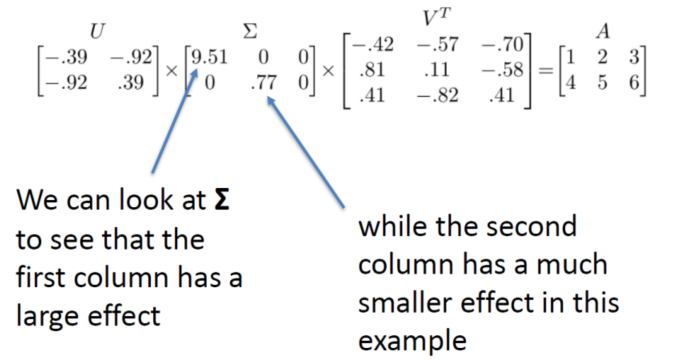 U Σ V^T A
[-.39 -.92] × [9.51 0 0] × [-.42 -.57 -.70] = [1 2 3]
[-.92 .39] [0 .77 0] [.81 .11 -.58] [4 5 6]
[.41 -.82 .41]
We can look at Σ
to see that the
first column has a
large effect
while the second
column has a much
smaller effect in this
example